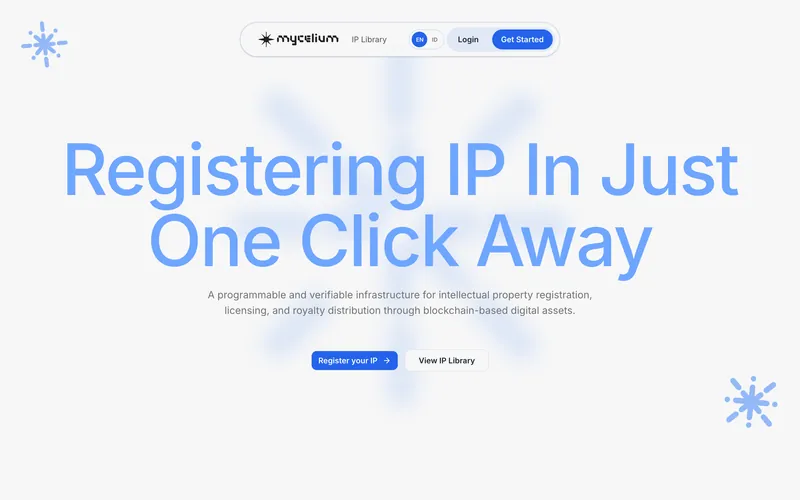 mycelium
IP Library
EN
ID
Login
Get Started
Registering IP In Just
One Click Away
A programmable and verifiable infrastructure for intellectual property registration,
licensing, and royalty distribution through blockchain-based digital assets.
Register your IP →
View IP Library